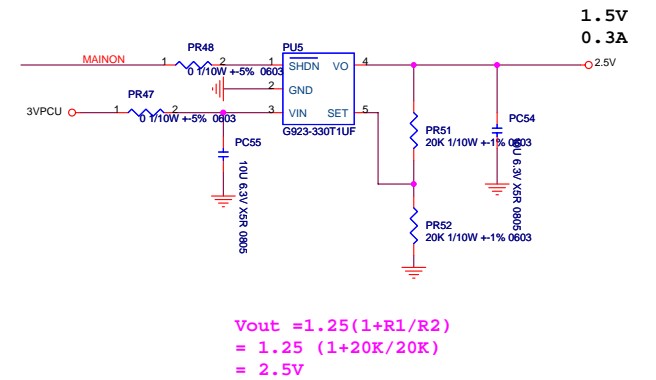 1.5V
0.3A
MAINON
1
PR48
2
0 1/10W +-5% 0603
PU5
1
SHDN
VO
4
2.5V
2
GND
3VPCU
1
PR47
2
0 1/10W +-5% 0603
3
VIN
SET
5
G923-330T1UF
PC55
10U 6.3V X5R 0805
PR51
20K 1/10W +-1% 0603
PC54
10U 6.3V X5R 0805
PR52
20K 1/10W +-1% 0603
Vout =1.25(1+R1/R2)
= 1.25 (1+20K/20K)
= 2.5V